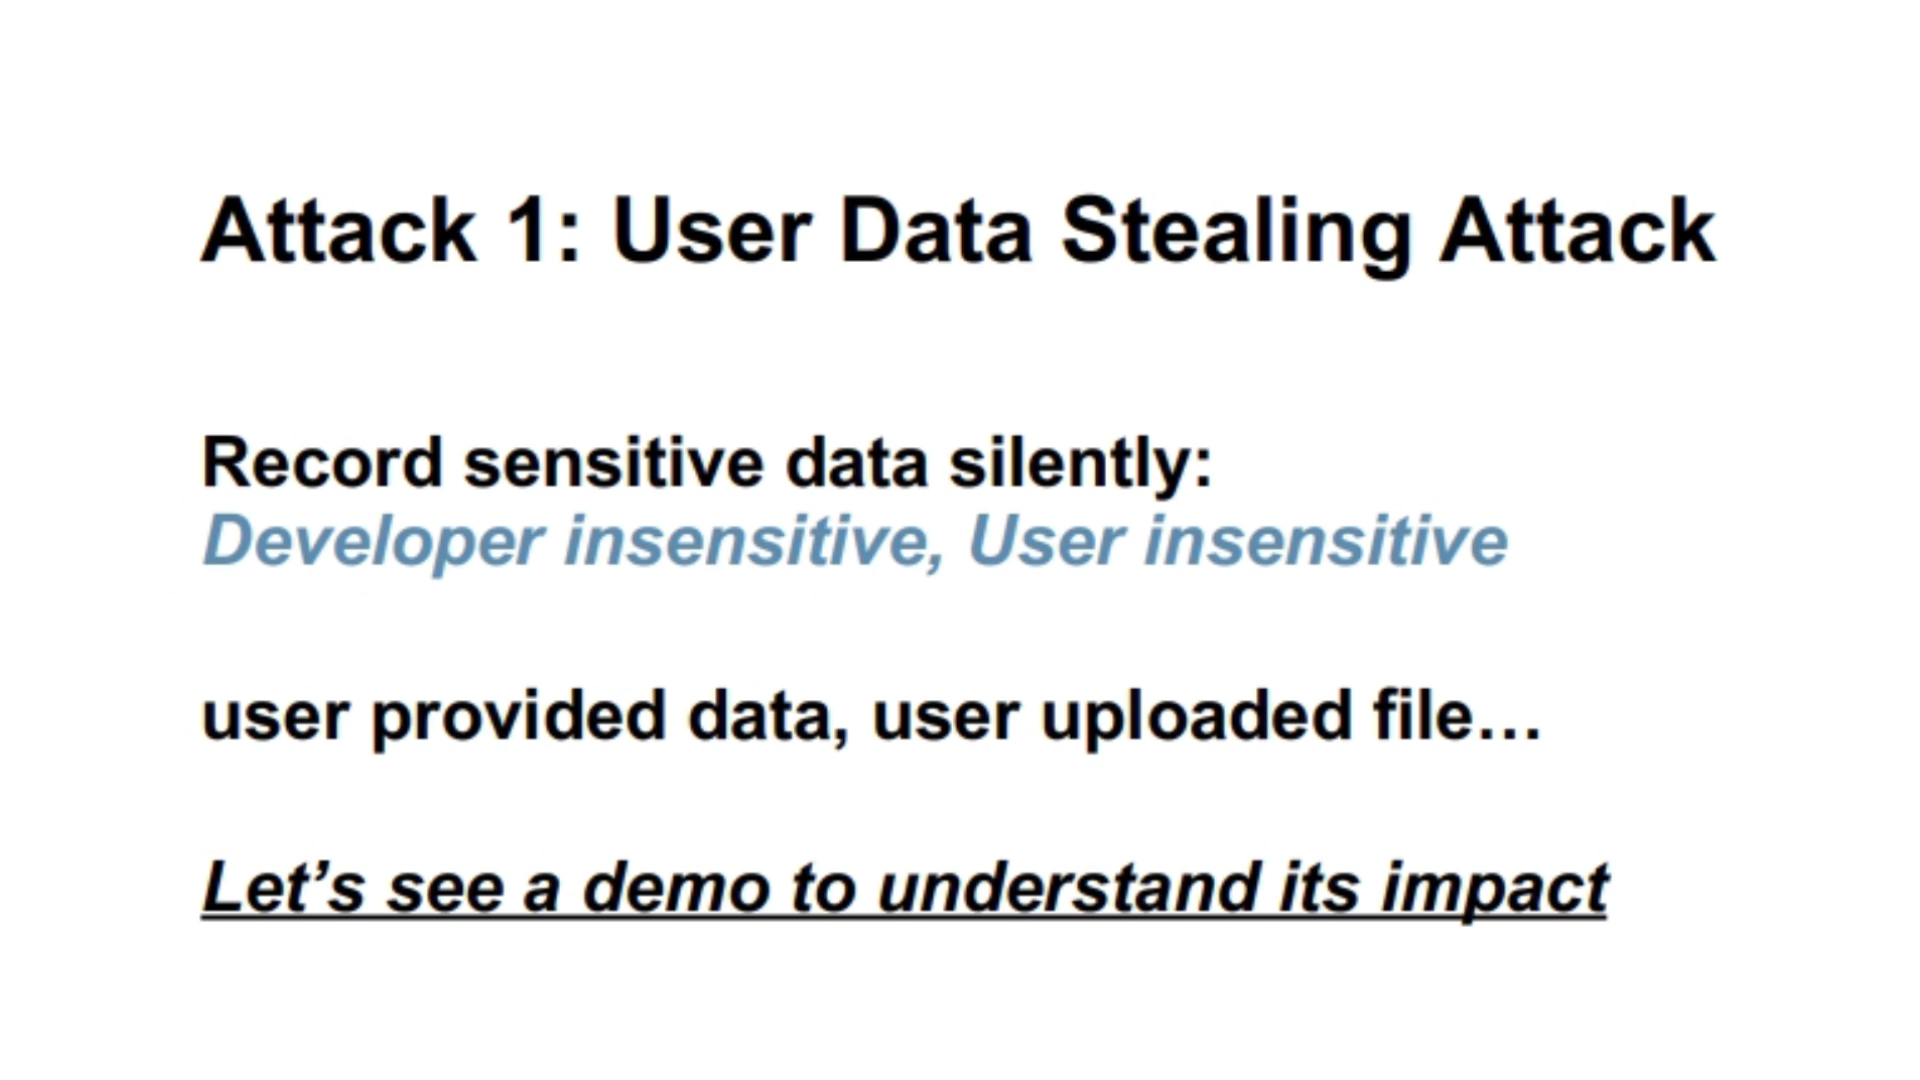 Attack 1: User Data Stealing Attack
Record sensitive data silently:
Developer insensitive, User insensitive
user provided data, user uploaded file…
Let’s see a demo to understand its impact